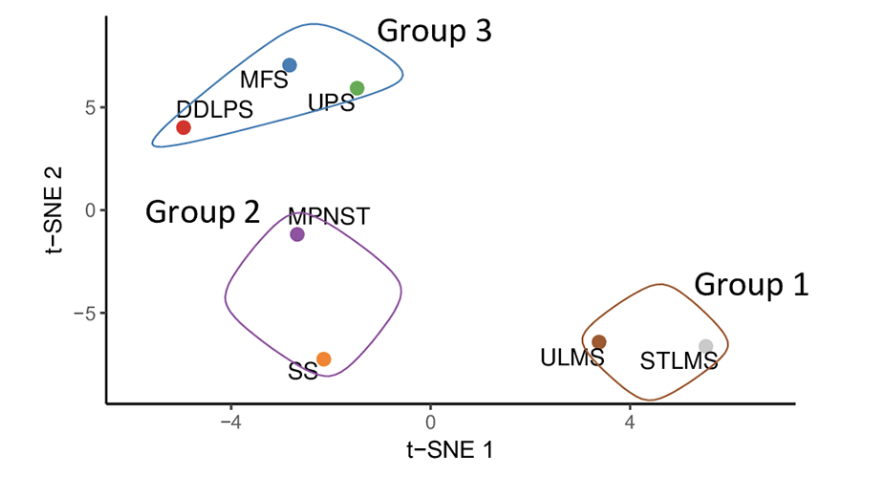 Group 3
MFS
UPS
DDLPS
5
t−SNE 2
0
Group 2
MPNST
−5
Group 1
ULMS
STLMS
SS
−4
0
4
t−SNE 1